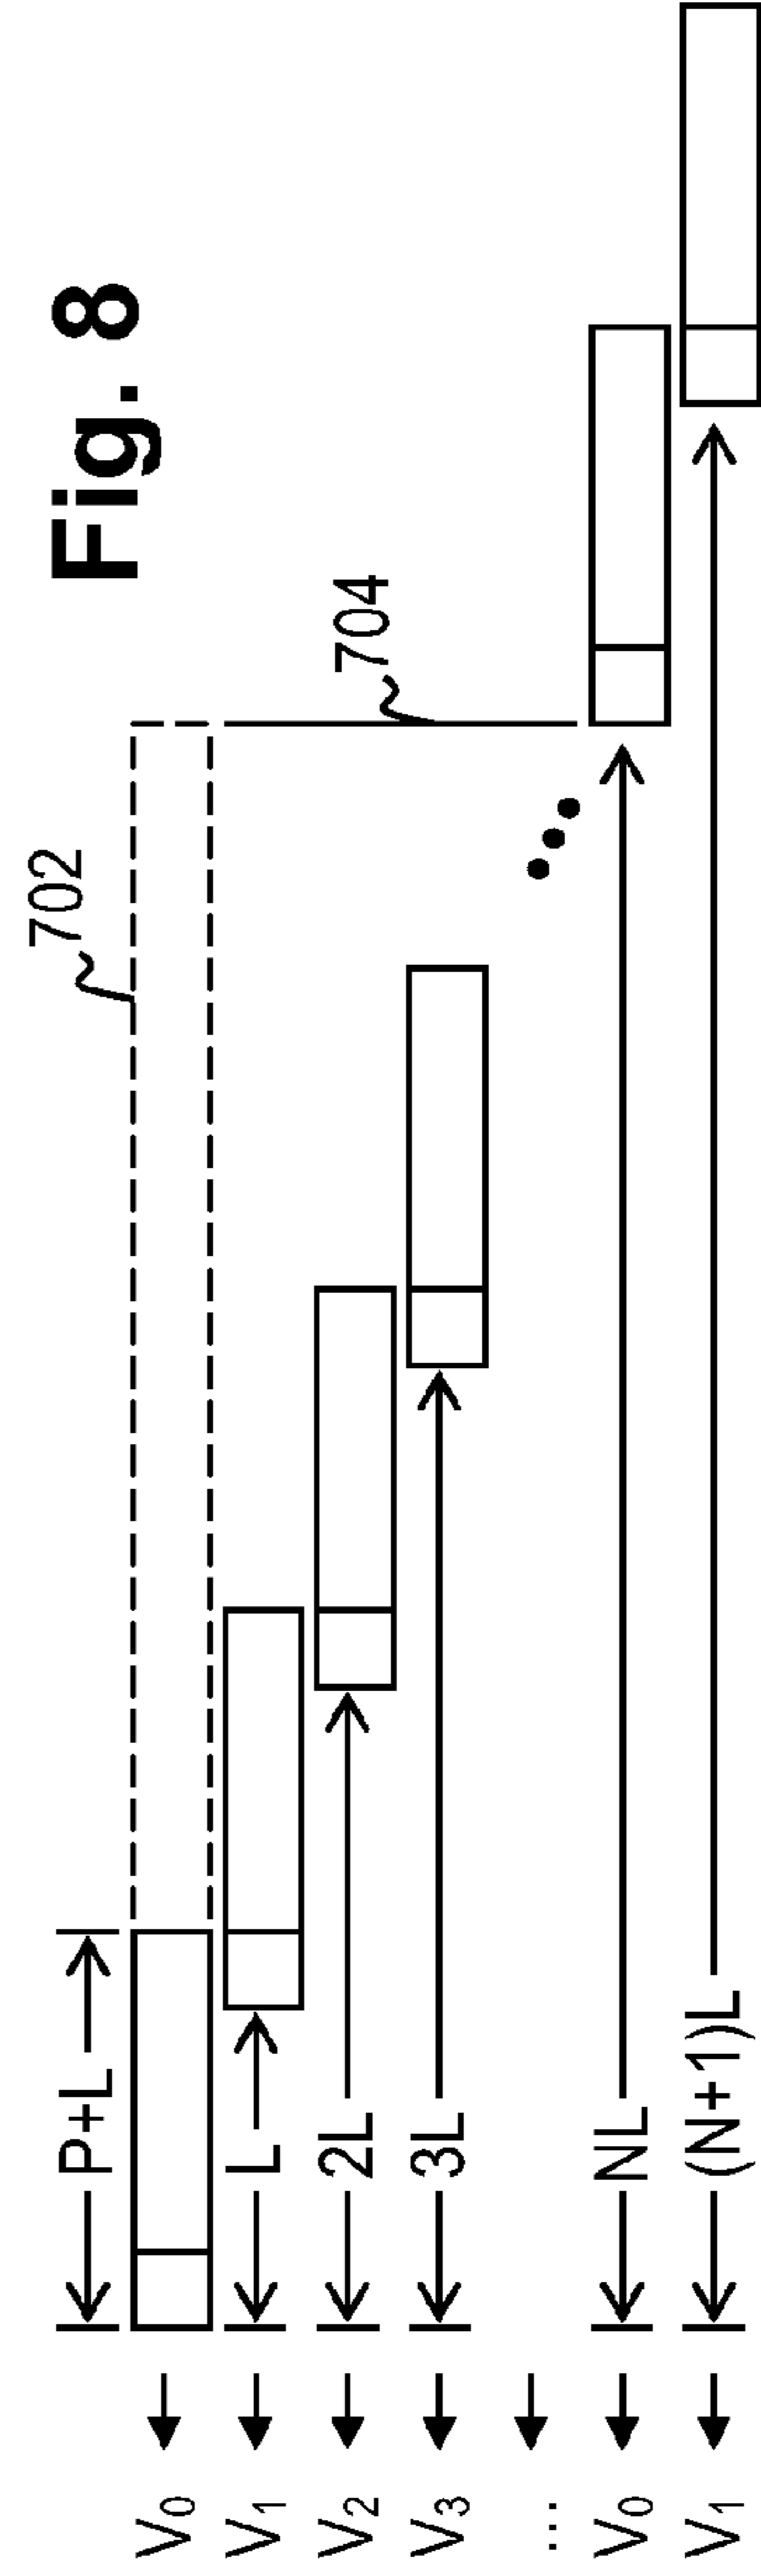 Fig. 8
702
P+L
V₀
704
L
V₁
2L
V₂
3L
V₃
...
NL
V₀
(N+1)L
V₁